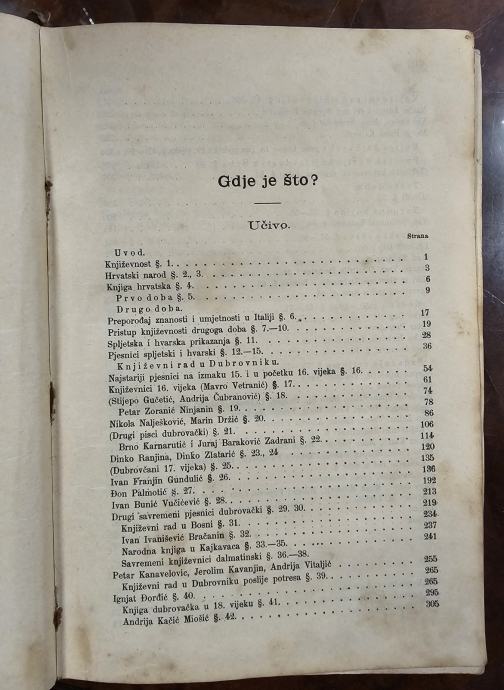 Gdje je što?
Učivo.
Strana
Uvod.
Književnost §. 1. . . . . . . . . . . . . . . . . . 1
Hrvatski narod §. 2., 3. . . . . . . . . . . . . . . . . . 3
Knjiga hrvatska §. 4. . . . . . . . . . . . . . . . . . 6
Prvo doba §. 5. . . . . . . . . . . . . . . . . . 9
Drugo doba.
Preporođaj znanosti i umjetnosti u Italiji §. 6. . . . . . . . . . 17
Pristup književnosti drugoga doba §. 7.—10. . . . . . . . . . 19
Spljetska i hvarska prikazanja §. 11. . . . . . . . . . 28
Pjesnici spljetski i hvarski §. 12.—15. . . . . . . . . . 36
Književni rad u Dubrovniku.
Najstariji pjesnici na izmaku 15. i u početku 16. vijeka §. 16. . . . . 54
Književnici 16. vijeka (Mavro Vetranić) §. 17. . . . . . . . . . 61
(Stijepo Gučetić, Andrija Čubranović) §. 18. . . . . . . . . . 74
Petar Zoranić Ninjanin §. 19. . . . . . . . . . 78
Nikola Nalješković, Marin Držić §. 20. . . . . . . . . . 86
(Drugi pisci dubrovački) §. 21. . . . . . . . . . 106
Brno Karnarutić i Juraj Baraković Zadrani §. 22. . . . . . . . . . 114
Dinko Ranjina, Dinko Zlatarić §. 23., 24 . . . . . . . . . 120
(Dubrovčani 17. vijeka) §. 25. . . . . . . . . . 135
Ivan Franjin Gundulić §. 26. . . . . . . . . . 136
Đon Palmotić §. 27. . . . . . . . . . 192
Ivan Bunić Vučićević §. 28. . . . . . . . . . 213
Drugi savremeni pjesnici dubrovački §. 29. 30. . . . . . . . . . 219
Književni rad u Bosni §. 31. . . . . . . . . . 234
Ivan Ivanišević Bračanin §. 32. . . . . . . . . . 237
Narodna knjiga u Kajkavaca §. 33.—35. . . . . . . . . . 241
Savremeni književnici dalmatinski §. 36.—38.
Petar Kanavelovic, Jerolim Kavanjin, Andrija Vitaljić . . . . . . . 255
Književni rad u Dubrovniku poslije potresa §. 39. . . . . . . . . 265
Ignjat Đorđić §. 40. . . . . . . . . . 265
Knjiga dubrovačka u 18. vijeku §. 41. . . . . . . . . . 295
Andrija Kačić Miošić §. 42. . . . . . . . . . 305